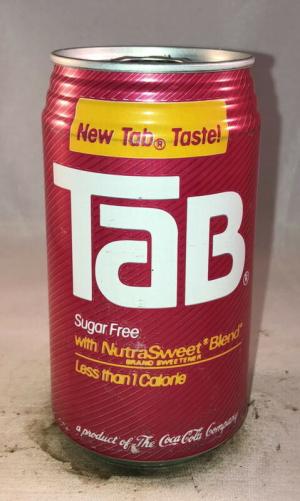 New Tab® Taste!
TaB®
Sugar Free
with NutraSweet® Blend™
BRAND SWEETENER
Less than 1 Calorie
a product of The Coca-Cola Company